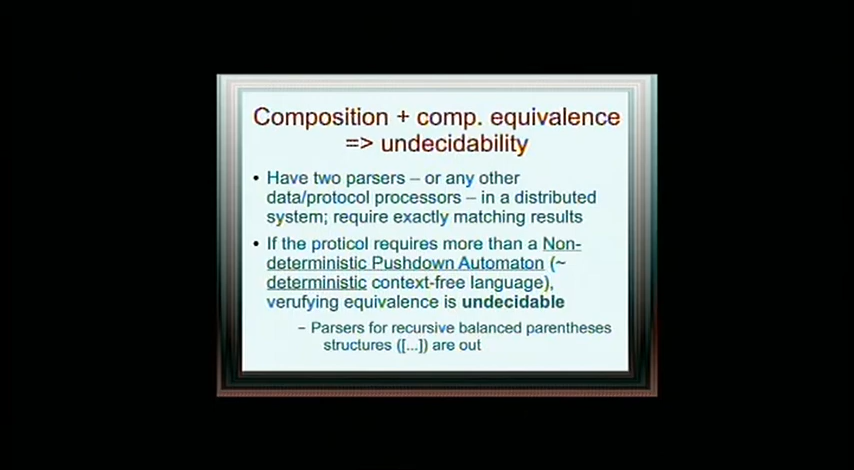 Composition + comp. equivalence
=> undecidability
• Have two parsers – or any other
data/protocol processors – in a distributed
system; require exactly matching results
• If the proticol requires more than a Non-
deterministic Pushdown Automaton (~
deterministic context-free language),
verufying equivalence is undecidable
– Parsers for recursive balanced parentheses
structures ([...]) are out